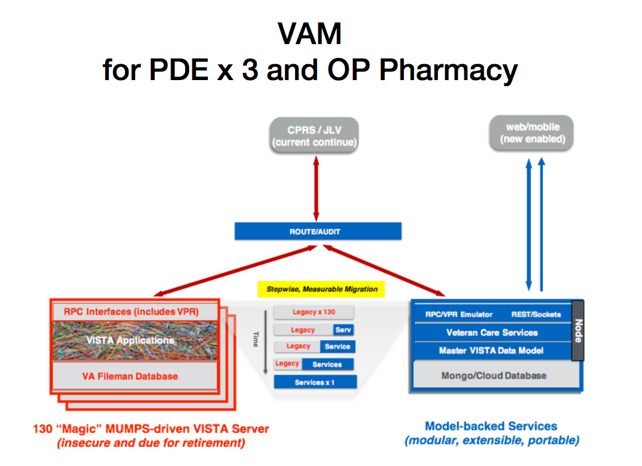 VAM
for PDE x 3 and OP Pharmacy
CPRS / JLV
(current continue)
web/mobile
(new enabled)
ROUTE/AUDIT
Stepwise, Measurable Migration
RPC Interfaces (includes VPR)
VISTA Applications
VA Fileman Database
Time
Legacy x 130
Legacy Serv
Legacy Service
Legacy Services
Services x 1
RPC/VPR Emulator REST/Sockets
Veteran Care Services
Master VISTA Data Model
Mongo/Cloud Database
Node
130 “Magic” MUMPS-driven VISTA Server
(insecure and due for retirement)
Model-backed Services
(modular, extensible, portable)